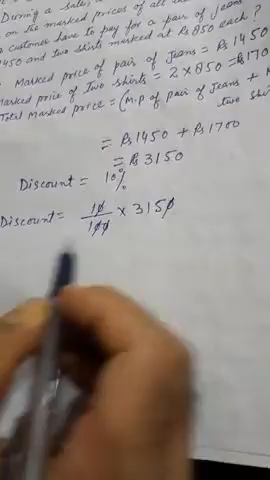 During a Sale,
on the marked prices of all
customer have to pay for a pair of jeans
1450 and two shirts marked at Rs 850 each?
Marked price of pair of jeans = Rs 1450
Marked price of Two shirts = 2 × 850 = Rs 170
Total Marked price = (M.P of pair of jeans +
two shi
= Rs 1450 + Rs 1700
= Rs 3150
Discount = 10%
Discount = 10/100 × 3150